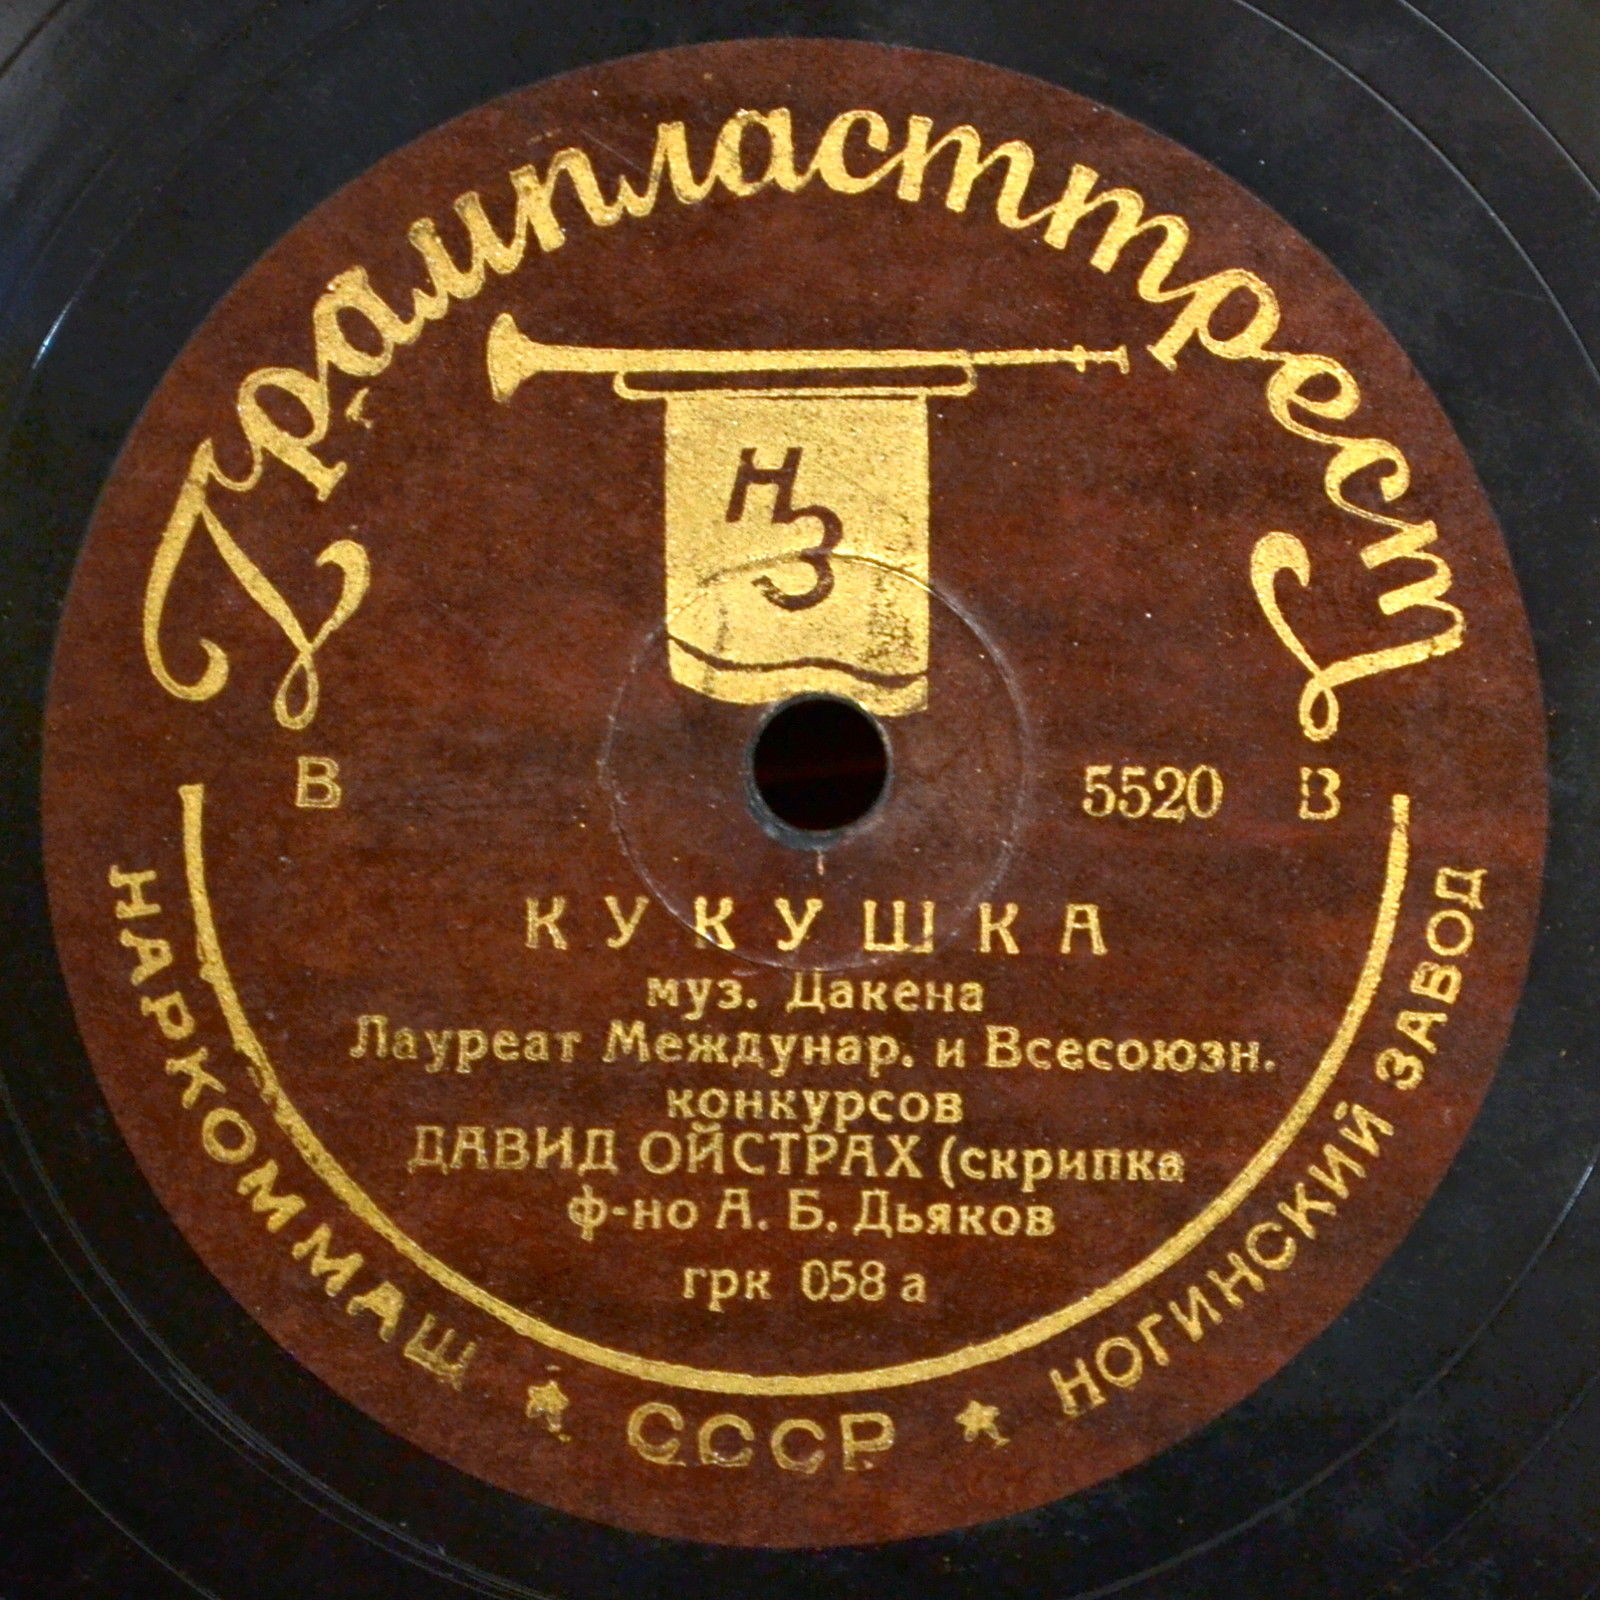 Грампласттрест
НЗ
В 5520 В
КУКУШКА
муз. Дакена
Лауреат Междунар. и Всесоюзн.
конкурсов
ДАВИД ОЙСТРАХ (скрипка
ф-но А. Б. Дьяков
грк 058 а
НАРКОММАШ ★ СССР ★ НОГИНСКИЙ ЗАВОД